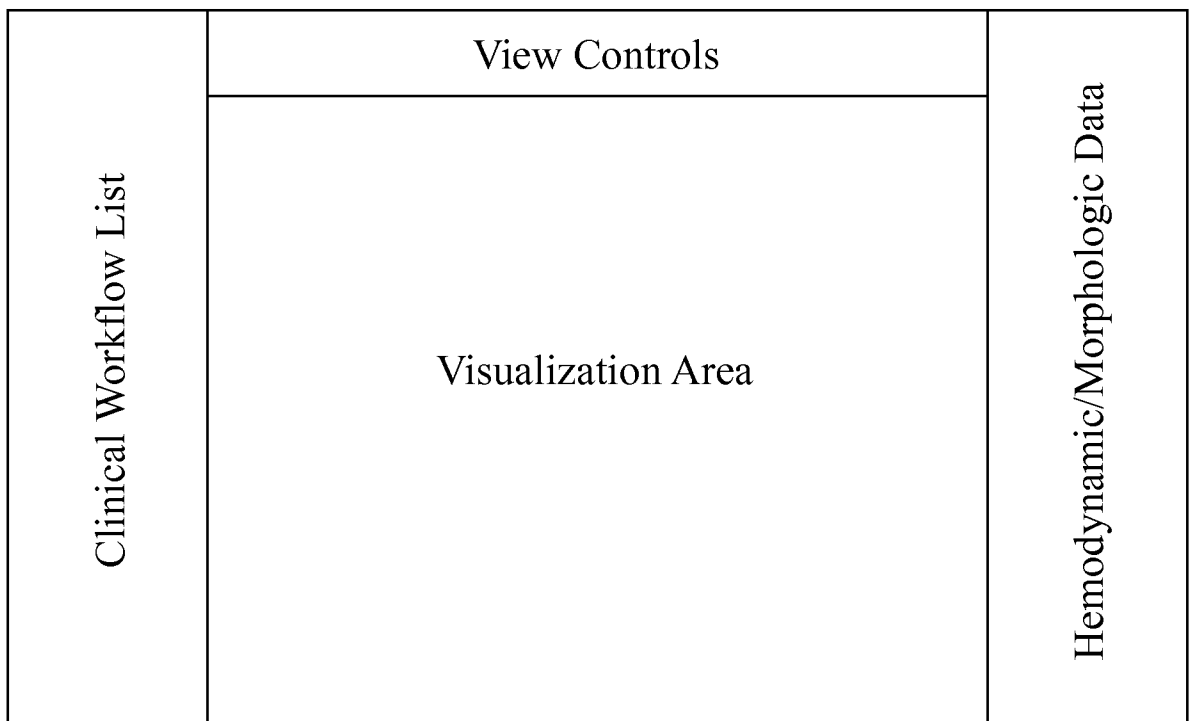 View Controls
Clinical Workflow List
Visualization Area
Hemodynamic/Morphologic Data